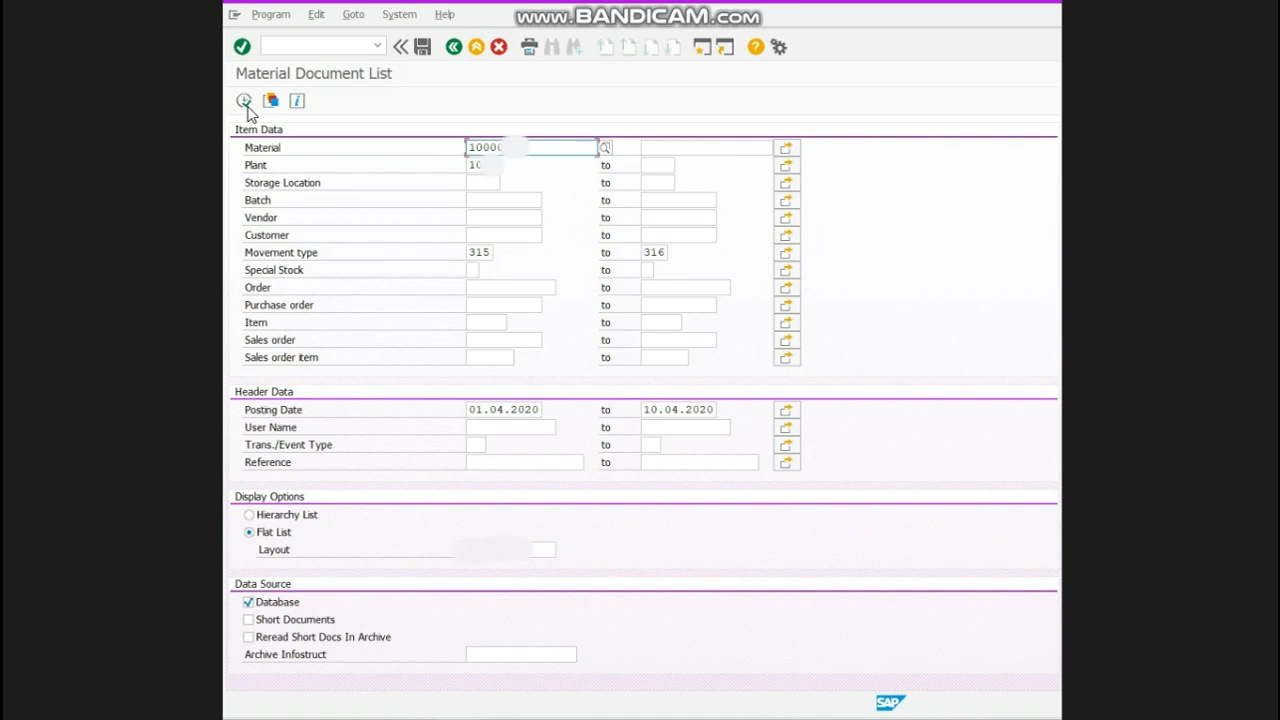 Program Edit Goto System Help
www.BANDICAM.com
Material Document List
Item Data
Material 10000
Plant 10 to
Storage Location to
Batch to
Vendor to
Customer to
Movement type 315 to 316
Special Stock to
Order to
Purchase order to
Item to
Sales order to
Sales order item to
Header Data
Posting Date 01.04.2020 to 10.04.2020
User Name to
Trans./Event Type to
Reference to
Display Options
Hierarchy List
Flat List
Layout
Data Source
Database
Short Documents
Reread Short Docs In Archive
Archive Infostruct
SAP